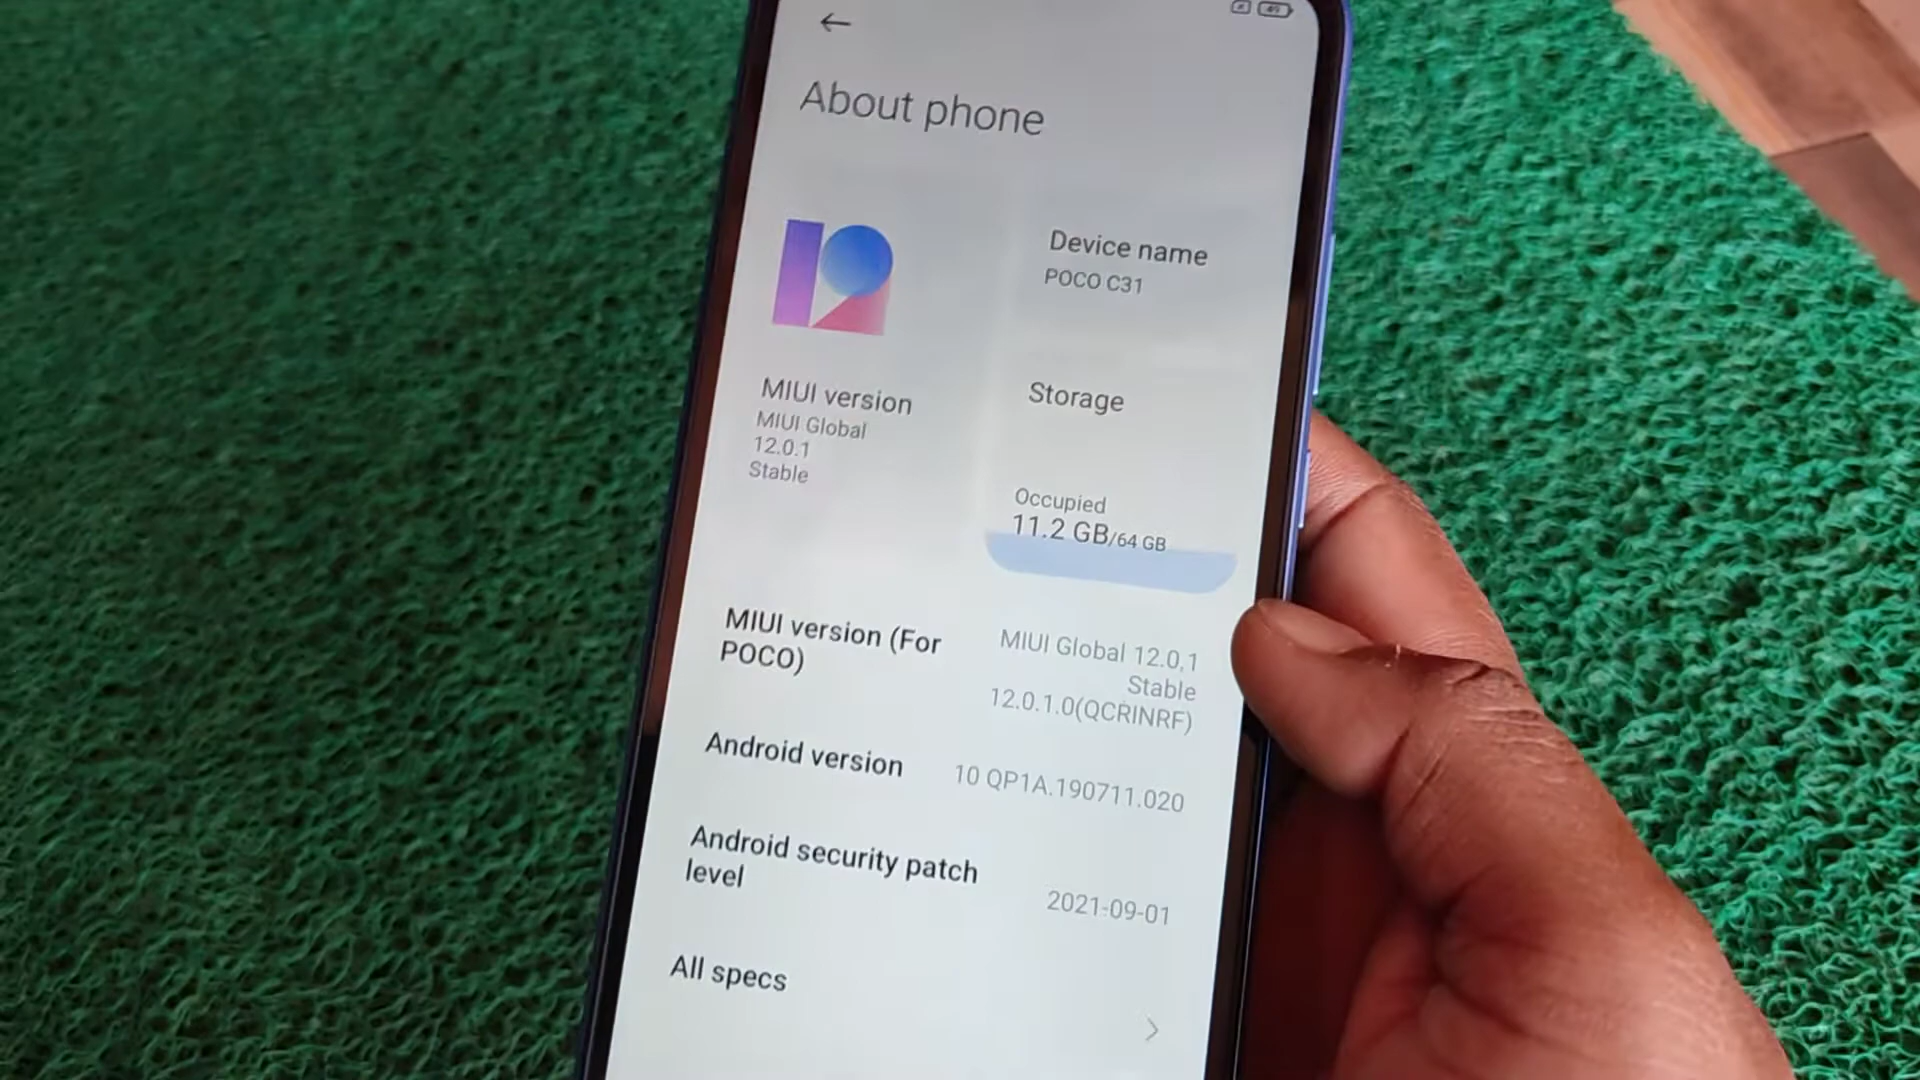 About phone
Device name
POCO C31
MIUI version
MIUI Global
12.0.1
Stable
Storage
Occupied
11.2 GB/64 GB
MIUI version (For
POCO)
MIUI Global 12.0.1
Stable
12.0.1.0(QCRINRF)
Android version
10 QP1A.190711.020
Android security patch
level
2021-09-01
All specs